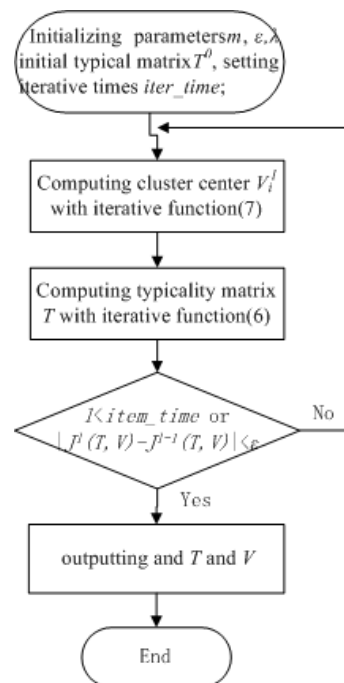 Initializing parameters m, ε, λ
initial typical matrix T⁰, setting
iterative times iter_time;
Computing cluster center Vᵢˡ
with iterative function(7)
Computing typicality matrix
T with iterative function(6)
l<item_time or
|Jˡ(T, V)-Jˡ⁻¹(T, V)|<ε
No
Yes
outputting and T and V
End